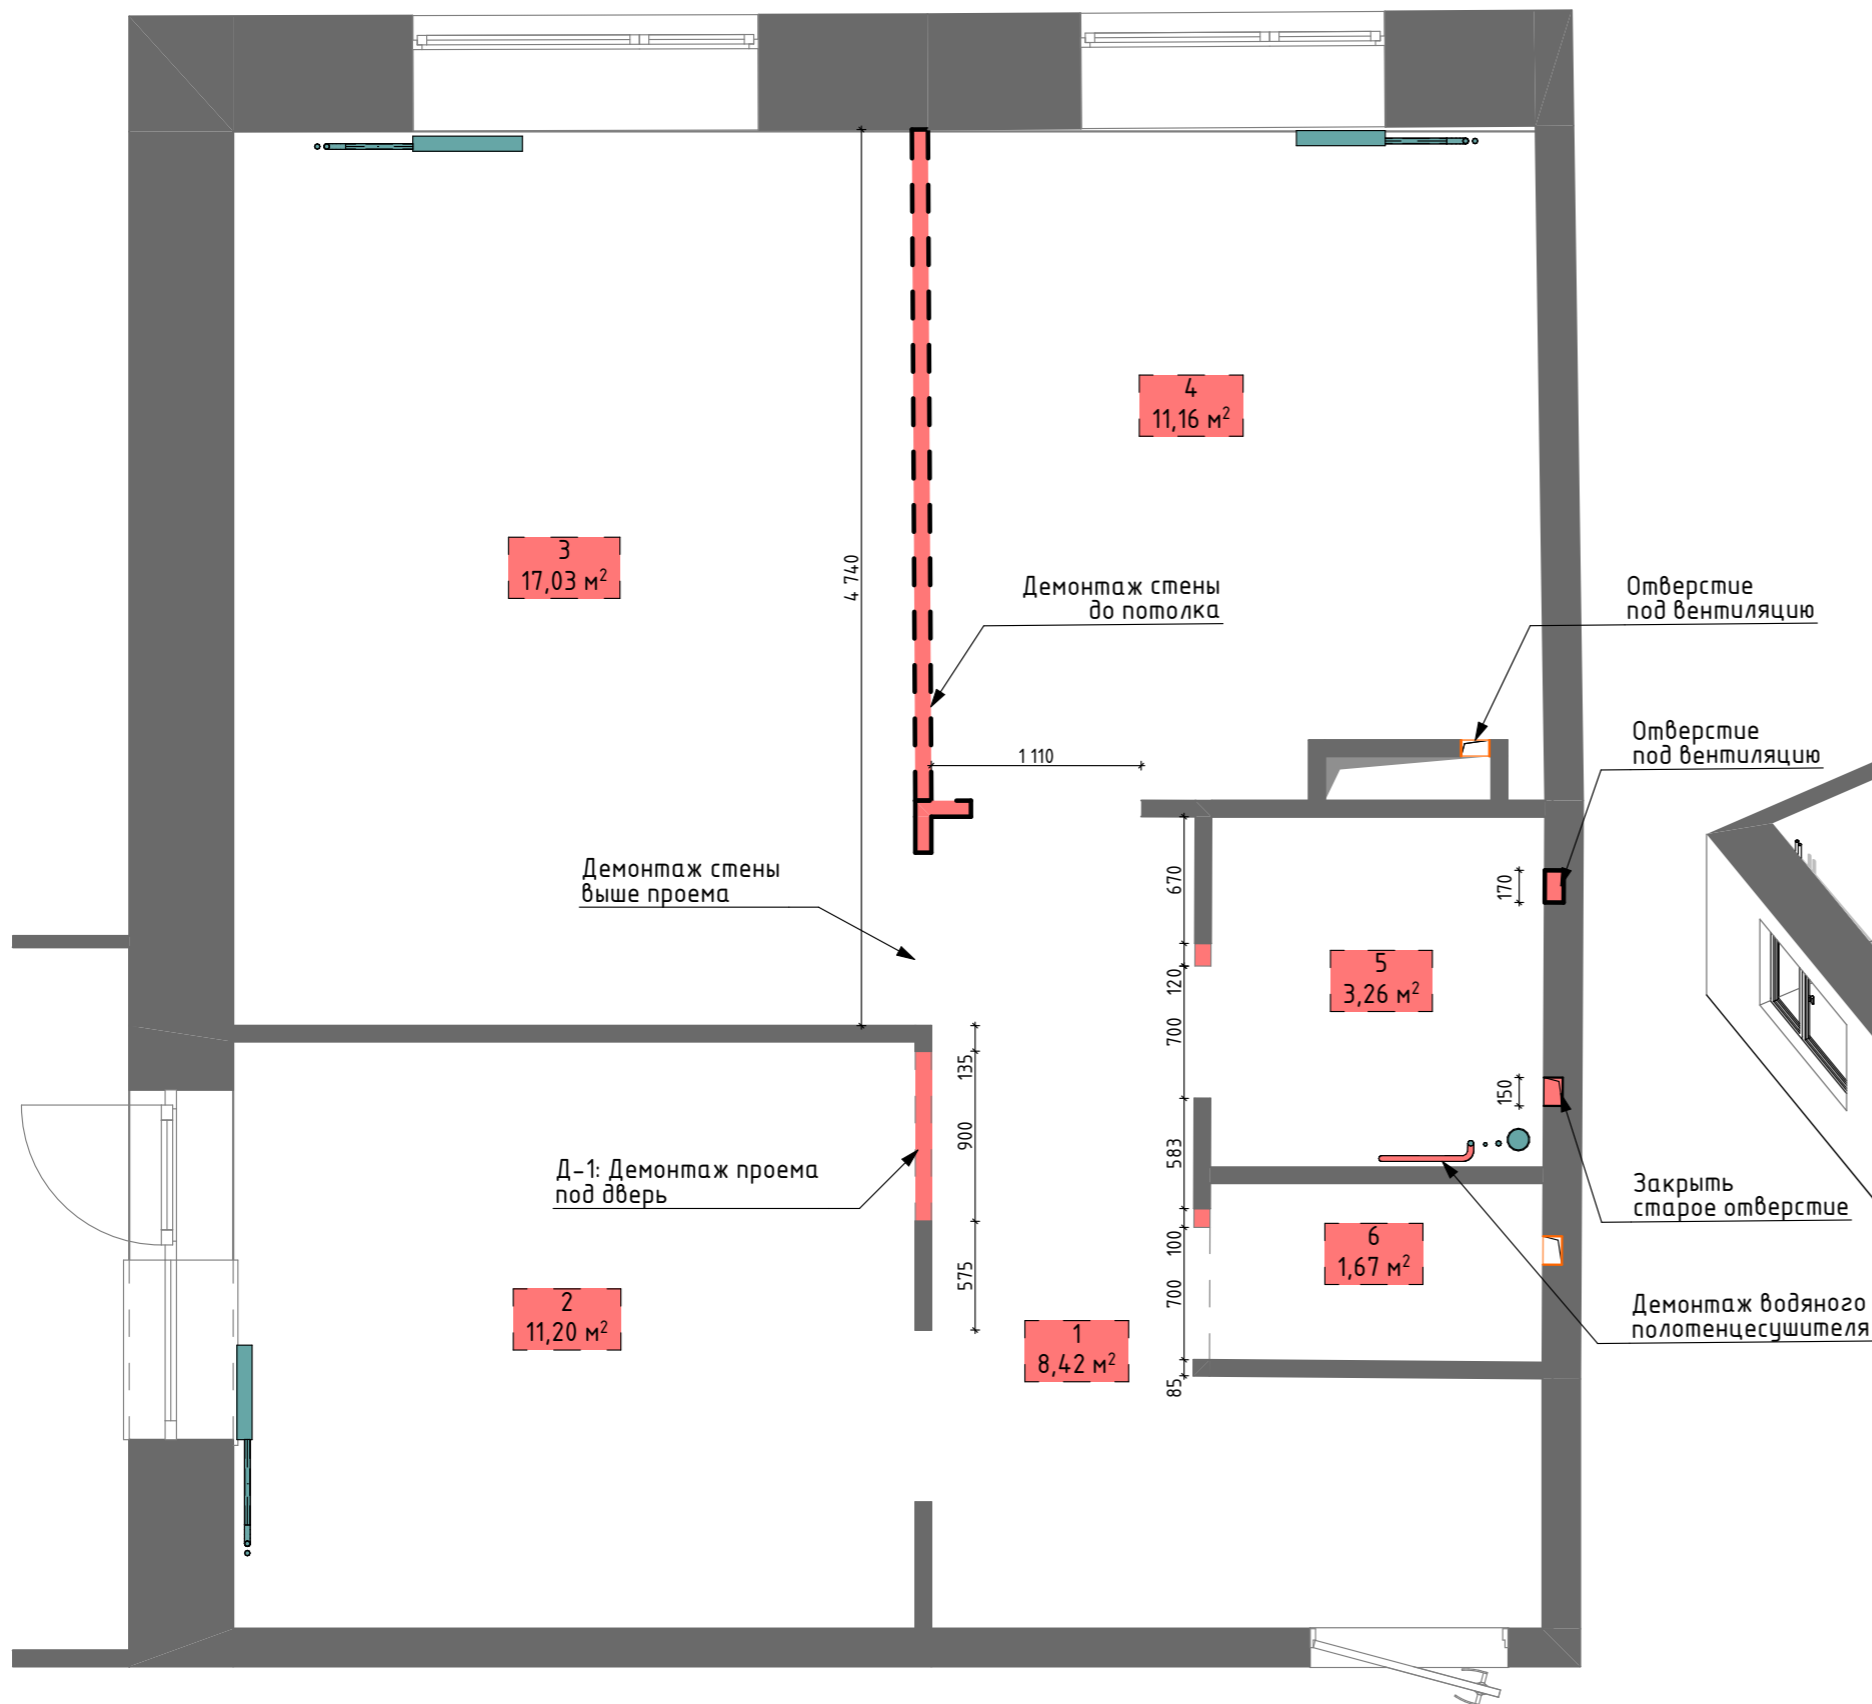 4
11,16 м²
3
17,03 м²
4 740
Демонтаж стены
до потолка
Отверстие
под вентиляцию
Отверстие
под вентиляцию
1 110
Демонтаж стены
выше проема
670
170
5
3,26 м²
120
700
135
150
900
583
Д-1: Демонтаж проема
под дверь
Закрыть
старое отверстие
6
1,67 м²
100
575
700
2
11,20 м²
Демонтаж водяного
полотенцесушителя
1
8,42 м²
85